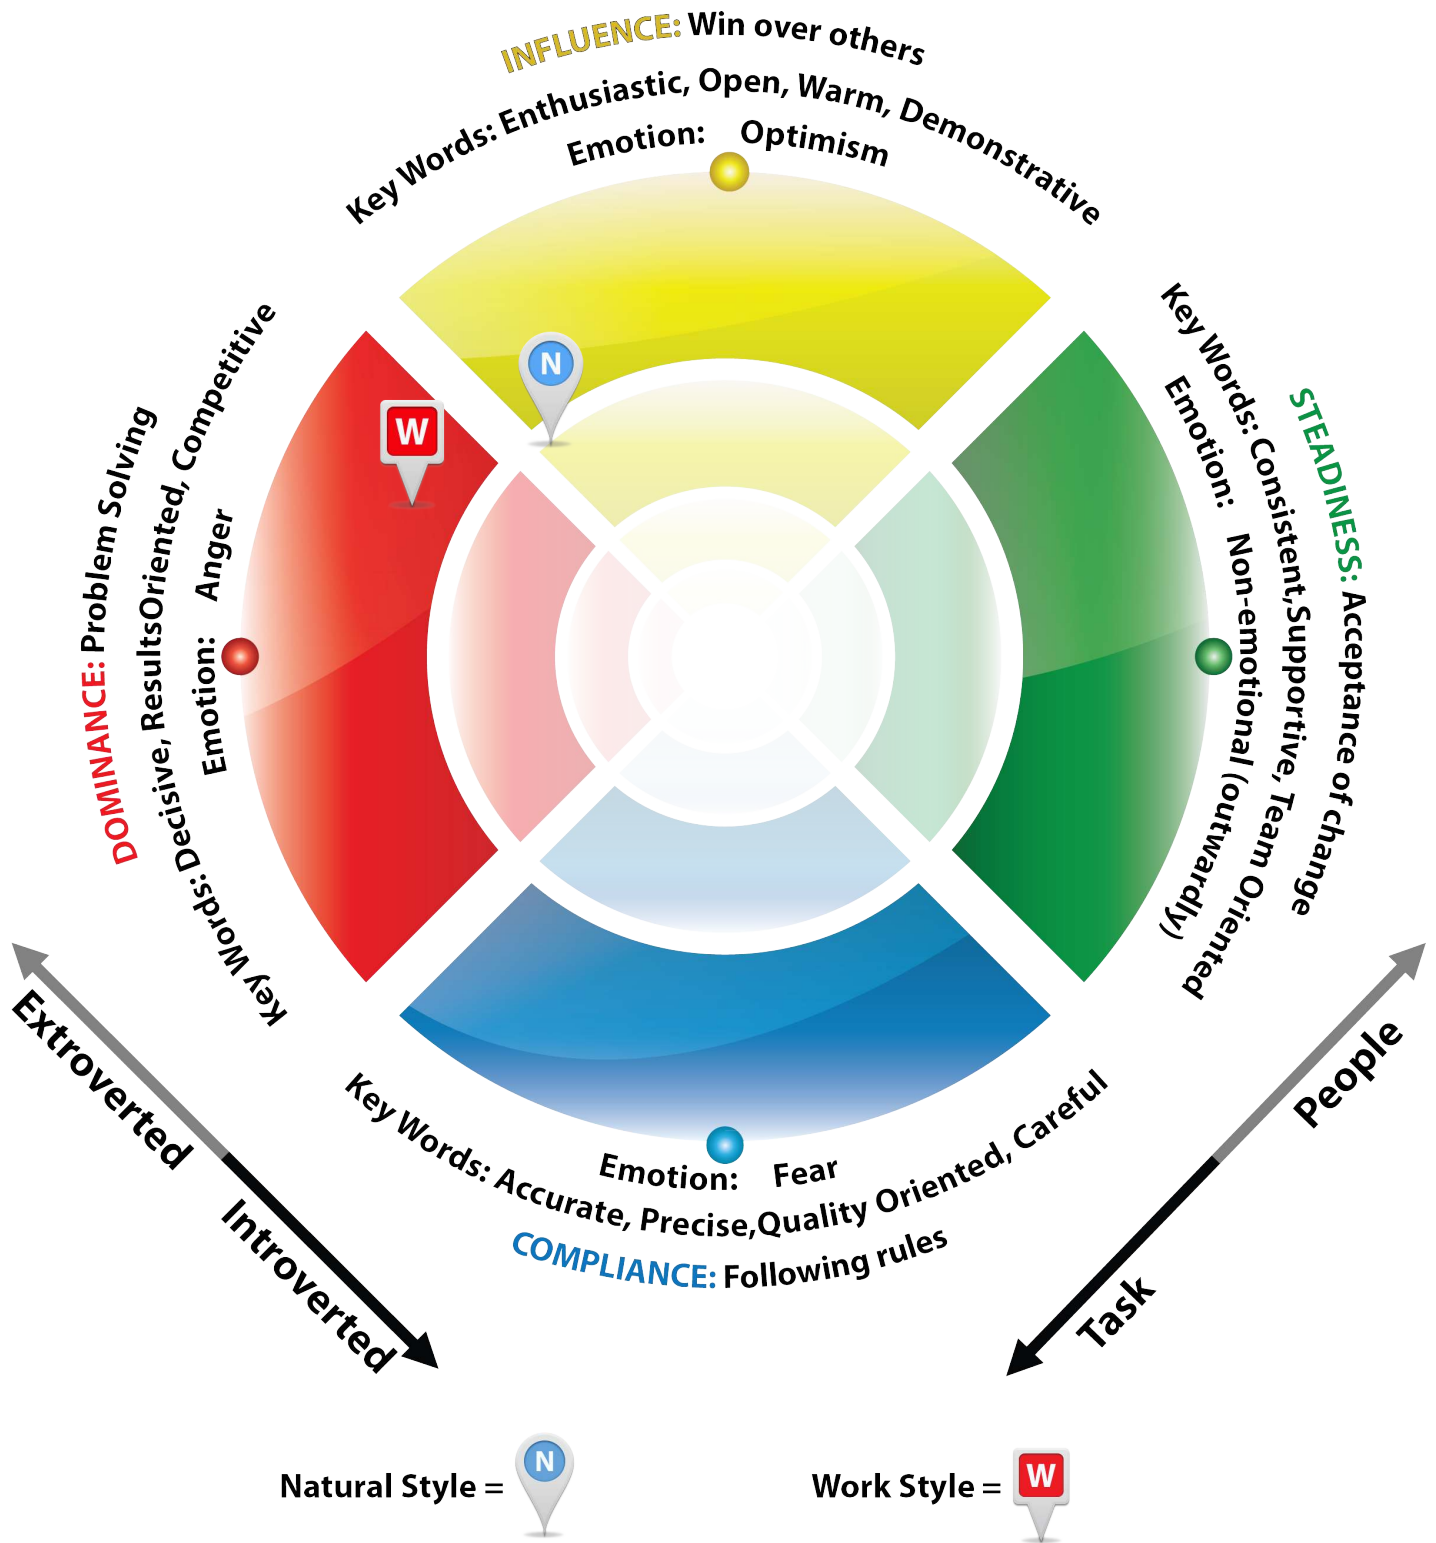 INFLUENCE: Win over others
Key Words: Enthusiastic, Open, Warm, Demonstrative
Emotion: Optimism
DOMINANCE: Problem Solving
Key Words: Decisive, ResultsOriented, Competitive
Emotion: Anger
N
W
STEADINESS: Acceptance of change
Key Words: Consistent,Supportive, Team Oriented
Emotion: Non-emotional (outwardly)
Emotion: Fear
Key Words: Accurate, Precise,Quality Oriented, Careful
COMPLIANCE: Following rules
Extroverted
Introverted
People
Task
Natural Style = N
Work Style = W